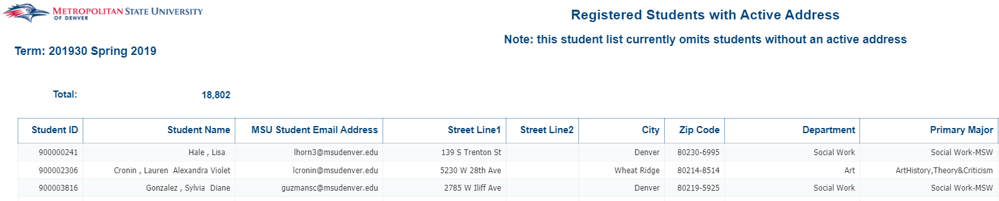 METROPOLITAN STATE UNIVERSITY
OF DENVER
Registered Students with Active Address
Note: this student list currently omits students without an active address
Term: 201930 Spring 2019
Total: 18,802
Student ID Student Name MSU Student Email Address Street Line1 Street Line2 City Zip Code Department Primary Major
900000241 Hale , Lisa lhorn3@msudenver.edu 139 S Trenton St Denver 80230-6995 Social Work Social Work-MSW
900002306 Cronin , Lauren Alexandra Violet lcronin@msudenver.edu 5230 W 28th Ave Wheat Ridge 80214-8514 Art ArtHistory,Theory&Criticism
900003816 Gonzalez , Sylvia Diane guzmansc@msudenver.edu 2785 W Iliff Ave Denver 80219-5925 Social Work Social Work-MSW